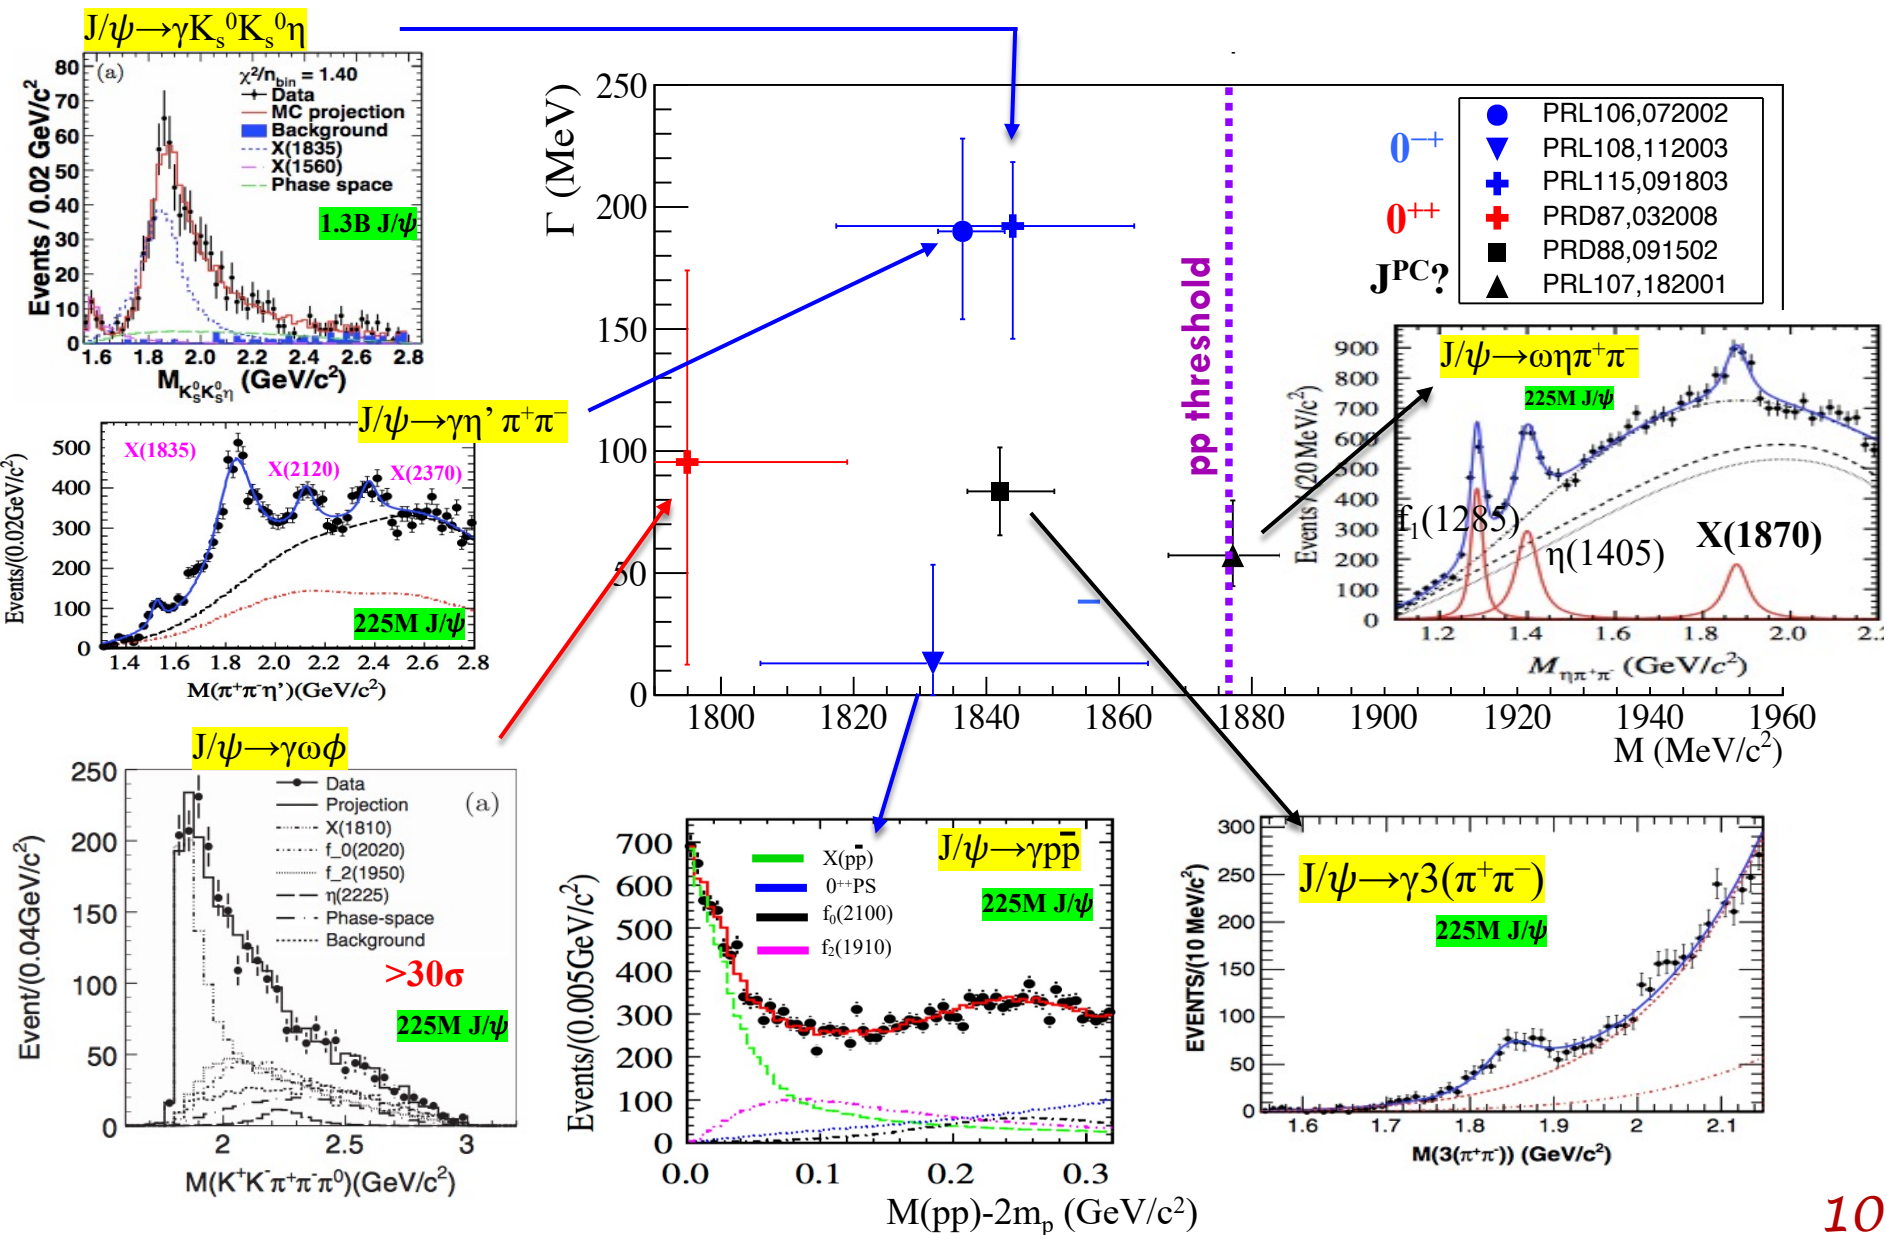 J/ψ→γKs⁰Ks⁰η
(a)
χ²/nbin = 1.40
Data
MC projection
Background
X(1835)
X(1560)
Phase space
1.3B J/ψ
Events / 0.02 GeV/c²
80
70
60
50
40
30
20
10
0
1.6 1.8 2.0 2.2 2.4 2.6 2.8
M K⁰sK⁰sη (GeV/c²)
J/ψ→γη’ π⁺π⁻
X(1835)
X(2120)
X(2370)
225M J/ψ
Events/(0.02GeV/c²)
500
400
300
200
100
0
1.4 1.6 1.8 2.0 2.2 2.4 2.6 2.8
M(π⁺π⁻η’)(GeV/c²)
J/ψ→γωϕ
(a)
Data
Projection
X(1810)
f_0(2020)
f_2(1950)
η(2225)
Phase-space
Background
>30σ
225M J/ψ
Event/(0.04GeV/c²)
250
200
150
100
50
0
2 2.5 3
M(K⁺K⁻π⁺π⁻π⁰)(GeV/c²)
Γ (MeV)
250
200
150
100
50
0
1800 1820 1840 1860 1880 1900 1920 1940 1960
M (MeV/c²)
pp threshold
0⁻⁺
0⁺⁺
Jᴾᶜ?
PRL106,072002
PRL108,112003
PRL115,091803
PRD87,032008
PRD88,091502
PRL107,182001
J/ψ→ωηπ⁺π⁻
225M J/ψ
f₁(1285)
η(1405)
X(1870)
Events / (20 MeV/c²)
900
800
700
600
500
400
300
200
100
0
1.2 1.4 1.6 1.8 2.0 2.2
Mηπ⁺π⁻ (GeV/c²)
J/ψ→γpp̄
225M J/ψ
X(pp̄)
0⁺⁺PS
f₀(2100)
f₂(1910)
Events/(0.005GeV/c²)
700
600
500
400
300
200
100
0
0.0 0.1 0.2 0.3
M(pp)-2mp (GeV/c²)
J/ψ→γ3(π⁺π⁻)
225M J/ψ
EVENTS/(10 MeV/c²)
300
250
200
150
100
50
0
1.6 1.7 1.8 1.9 2 2.1
M(3(π⁺π⁻)) (GeV/c²)
10